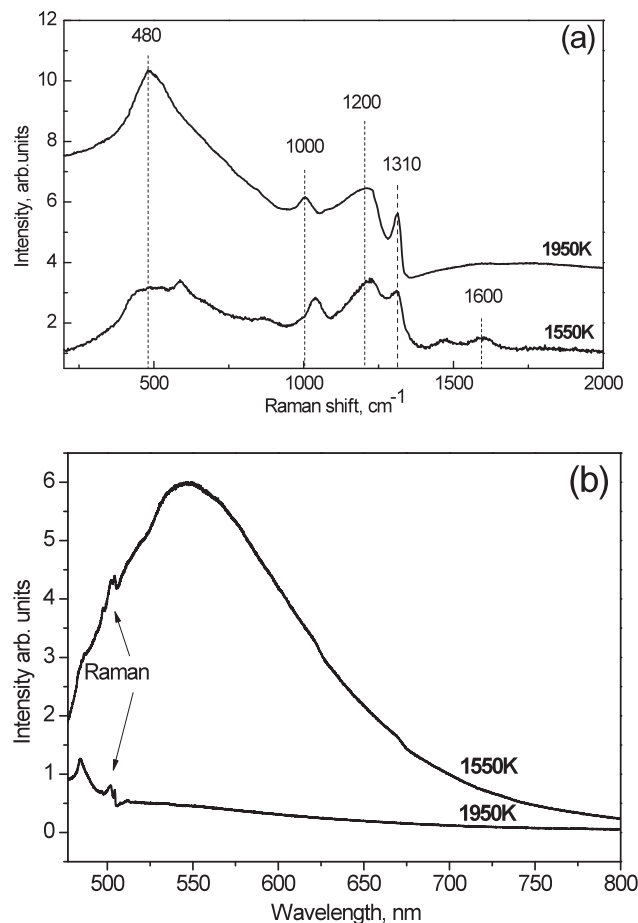 (a)
12
10
8
6
4
2
480
1000
1200
1310
1600
1950K
1550K
Intensity, arb.units
500 1000 1500 2000
Raman shift, cm-1
(b)
6
5
4
3
2
1
0
Raman
1550K
1950K
Intensity arb. units
500 550 600 650 700 750 800
Wavelength, nm